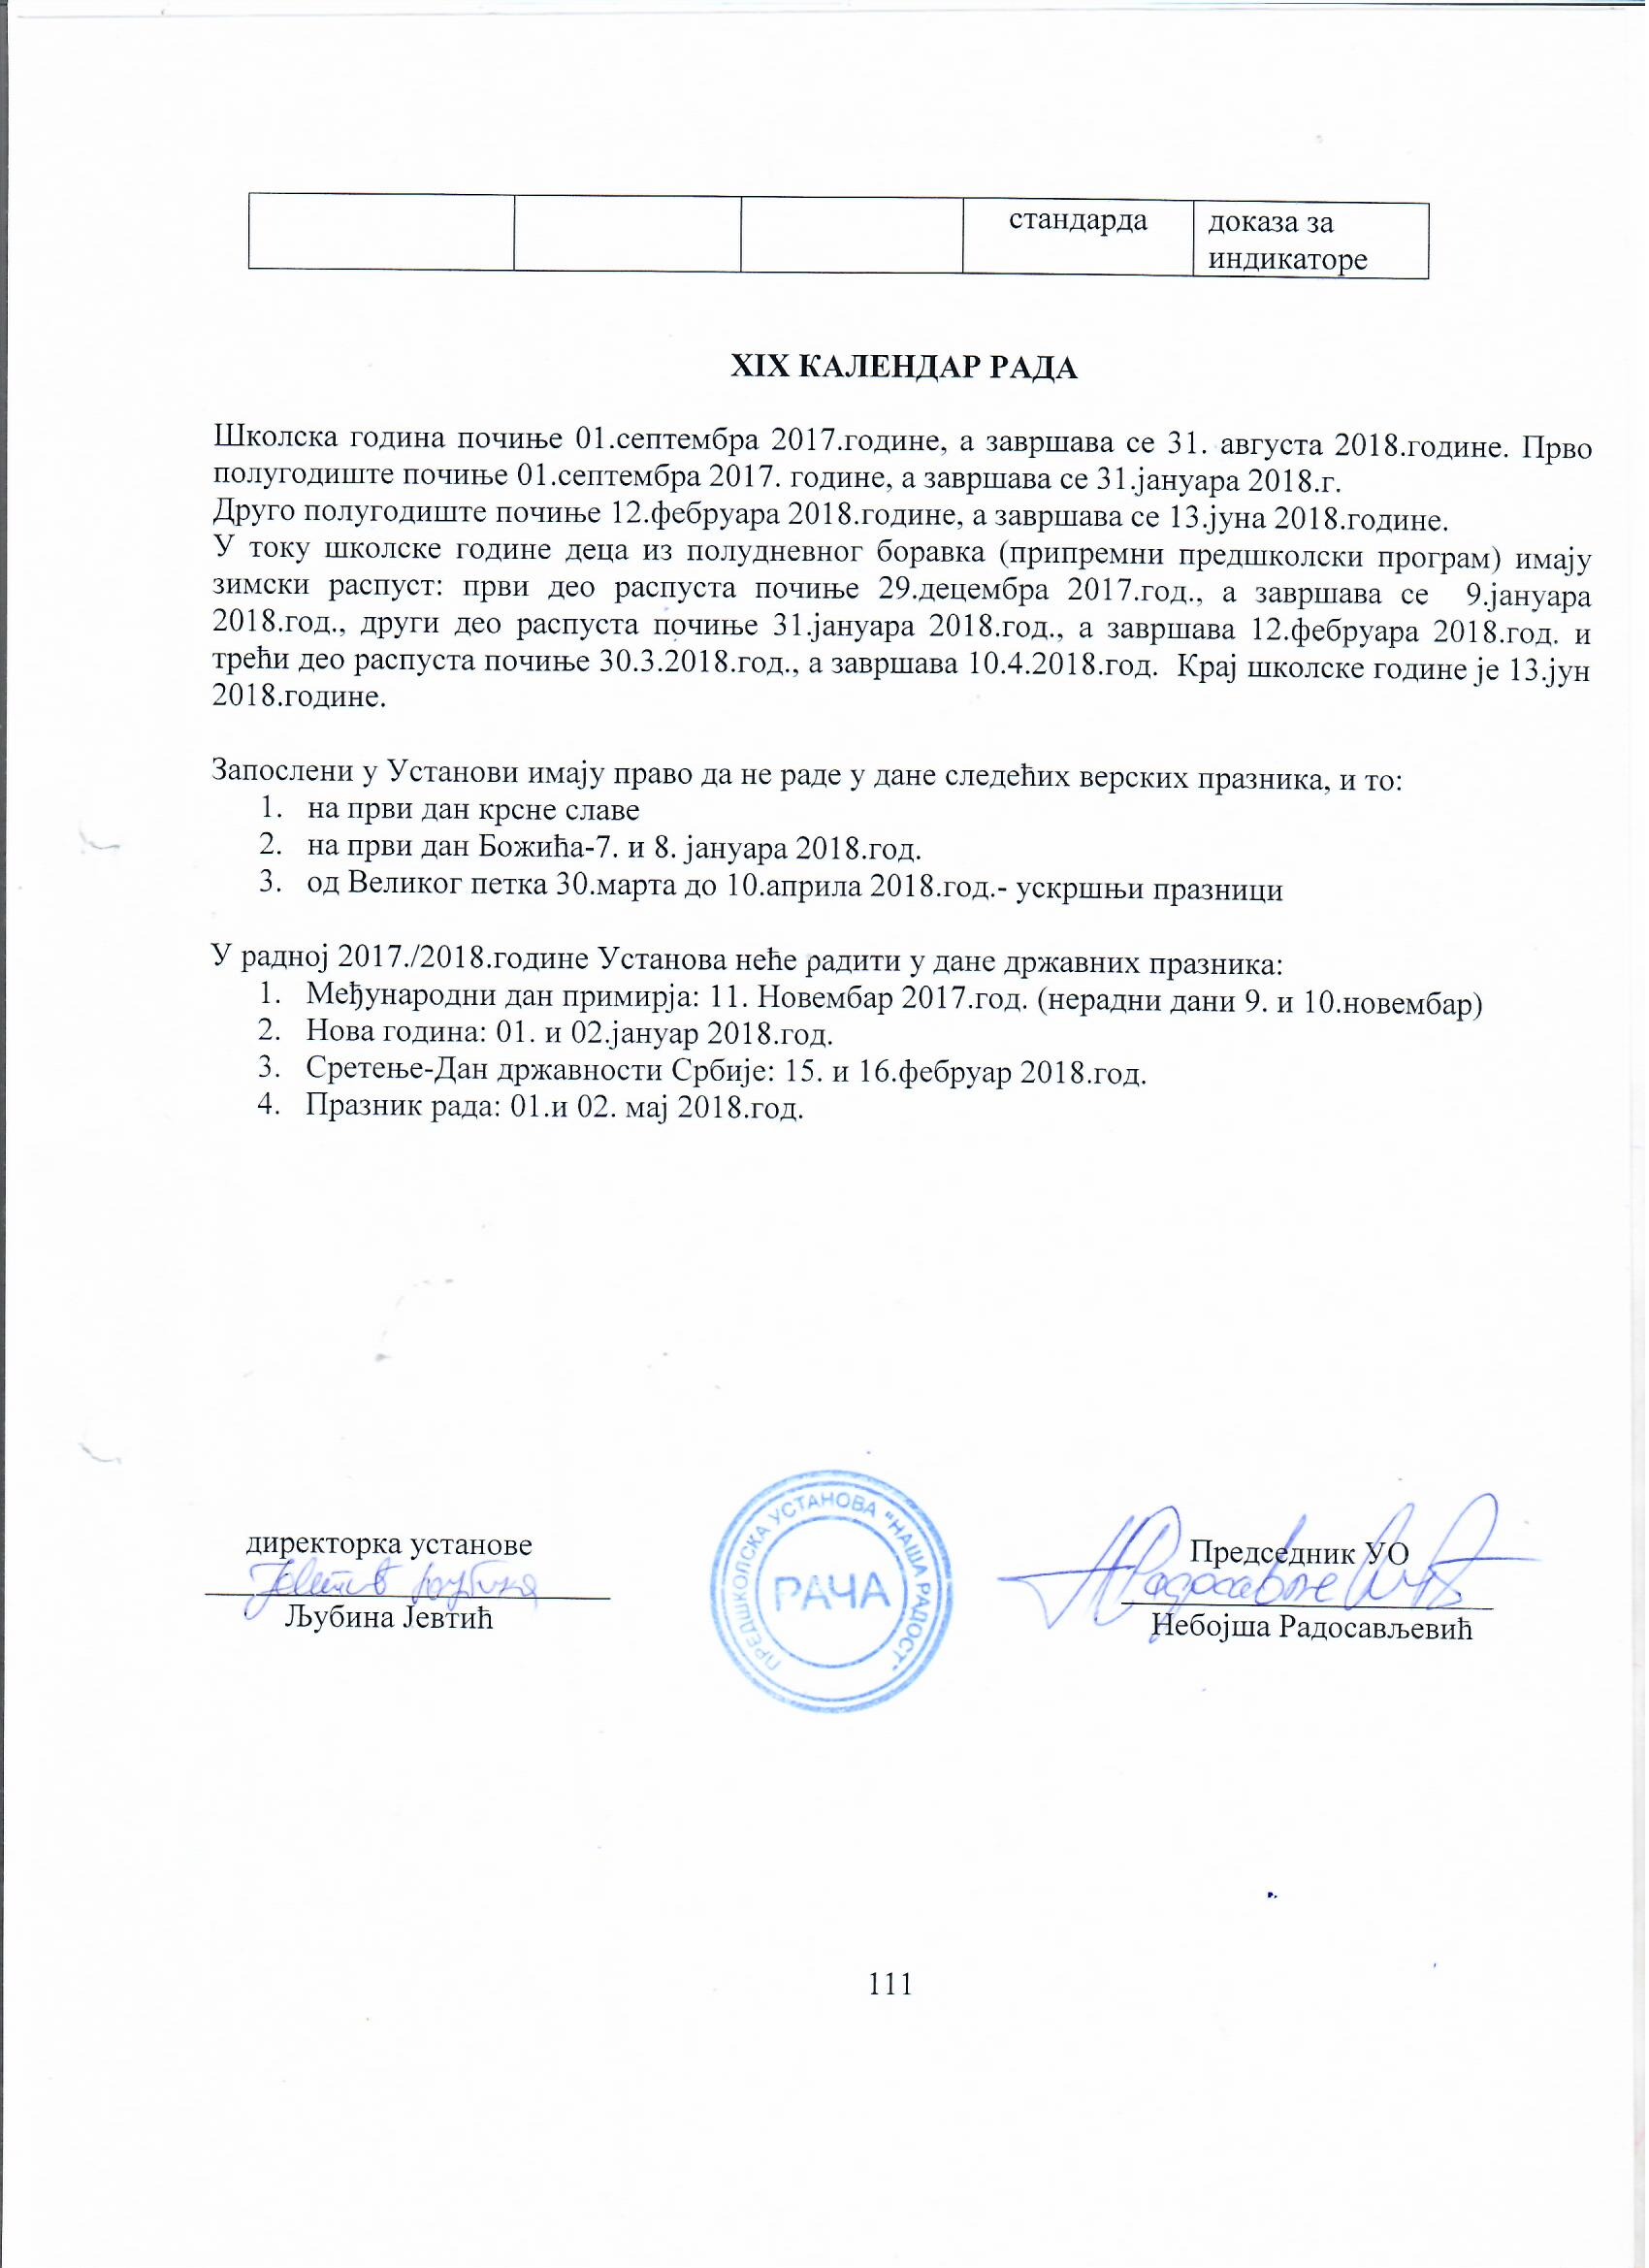 стандарда
доказа за
индикаторе
XIX КАЛЕНДАР РАДА
Школска година почиње 01.септембра 2017.године, а завршава се 31. августа 2018.године. Прво
полугодиште почиње 01.септембра 2017. године, а завршава се 31.јануара 2018.г.
Друго полугодиште почиње 12.фебруара 2018.године, а завршава се 13.јуна 2018.године.
У току школске године деца из полудневног боравка (припремни предшколски програм) имају
зимски распуст: први део распуста почиње 29.децембра 2017.год., а завршава се 9.јануара
2018.год., други део распуста почиње 31.јануара 2018.год., а завршава 12.фебруара 2018.год. и
трећи део распуста почиње 30.3.2018.год., а завршава 10.4.2018.год. Крај школске године је 13.јун
2018.године.
Запослени у Установи имају право да не раде у дане следећих верских празника, и то:
1. на први дан крсне славе
2. на први дан Божића-7. и 8. јануара 2018.год.
3. од Великог петка 30.марта до 10.априла 2018.год.- ускршњи празници
У радној 2017./2018.године Установа неће радити у дане државних празника:
1. Међународни дан примирја: 11. Новембар 2017.год. (нерадни дани 9. и 10.новембар)
2. Нова година: 01. и 02.јануар 2018.год.
3. Сретење-Дан државности Србије: 15. и 16.фебруар 2018.год.
4. Празник рада: 01.и 02. мај 2018.год.
директорка установе
Јевтић Љубина
Љубина Јевтић
ПРЕДШКОЛСКА УСТАНОВА "НАША РАДОСТ"
РАЧА
Председник УО
Небојша Радосављевић
111